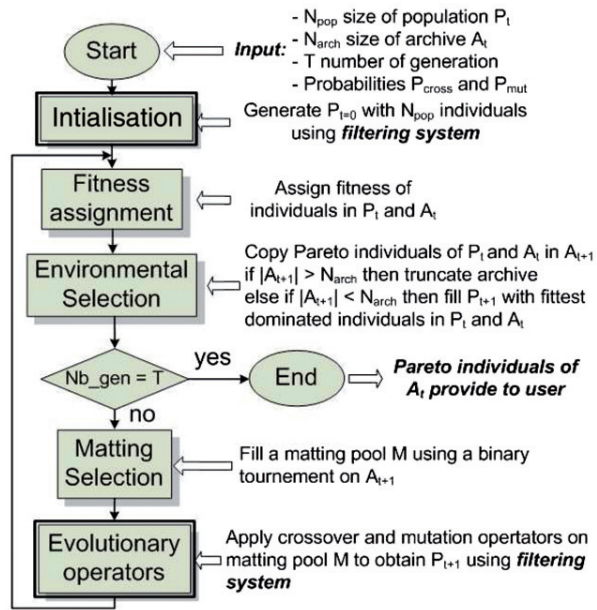 Start
Input:
- Npop size of population Pt
- Narch size of archive At
- T number of generation
- Probabilities Pcross and Pmut
Intialisation
Generate Pt=0 with Npop individuals
using filtering system
Fitness
assignment
Assign fitness of
individuals in Pt and At
Environmental
Selection
Copy Pareto individuals of Pt and At in At+1
if |At+1| > Narch then truncate archive
else if |At+1| < Narch then fill Pt+1 with fittest
dominated individuals in Pt and At
Nb_gen = T
yes
End
Pareto individuals of
At provide to user
no
Matting
Selection
Fill a matting pool M using a binary
tournement on At+1
Evolutionary
operators
Apply crossover and mutation opertators on
matting pool M to obtain Pt+1 using filtering
system